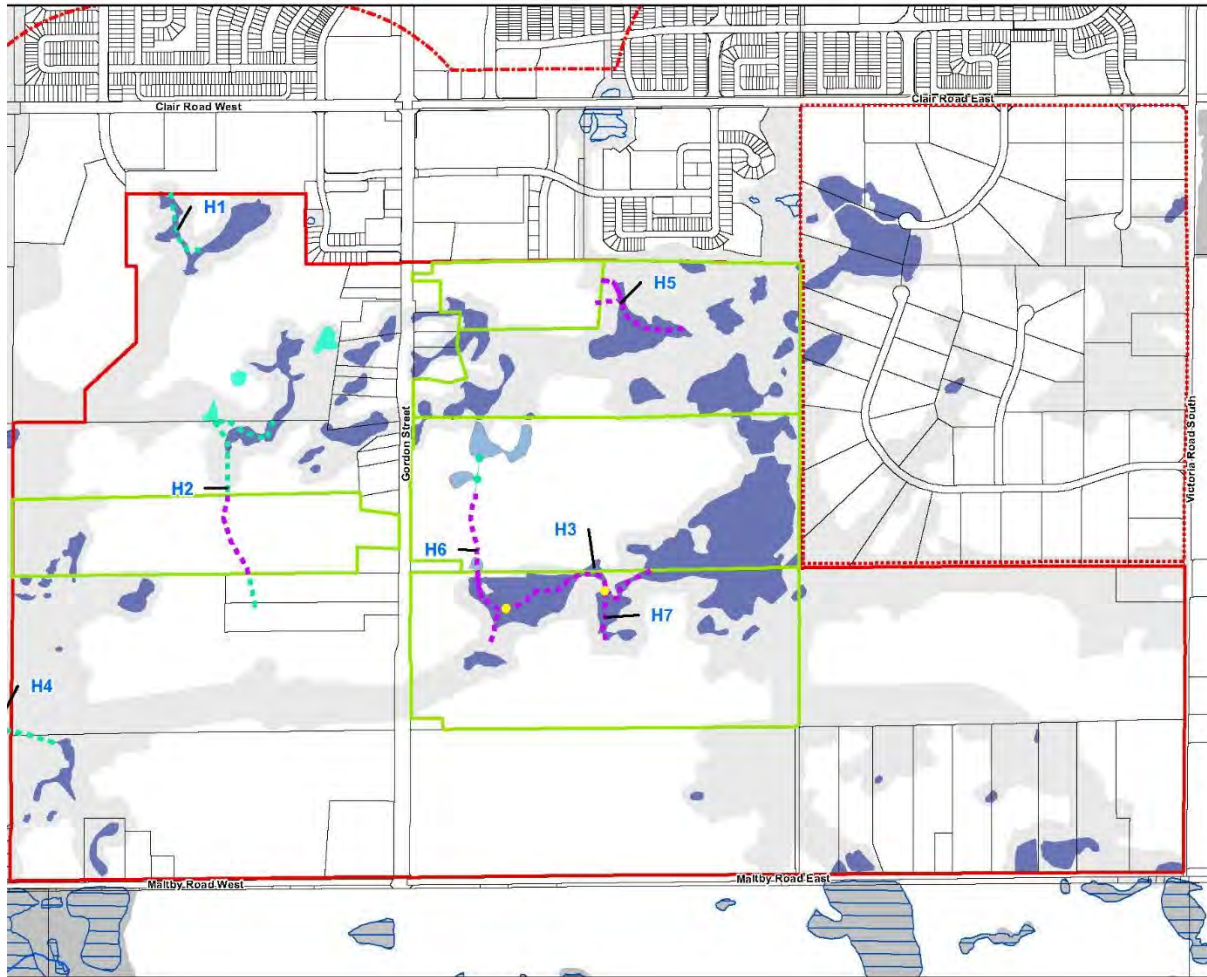 Clair Road West
Clair Road East
H1
H5
Gordon Street
Victoria Road South
H2
H3
H6
H7
H4
Maltby Road West
Maltby Road East